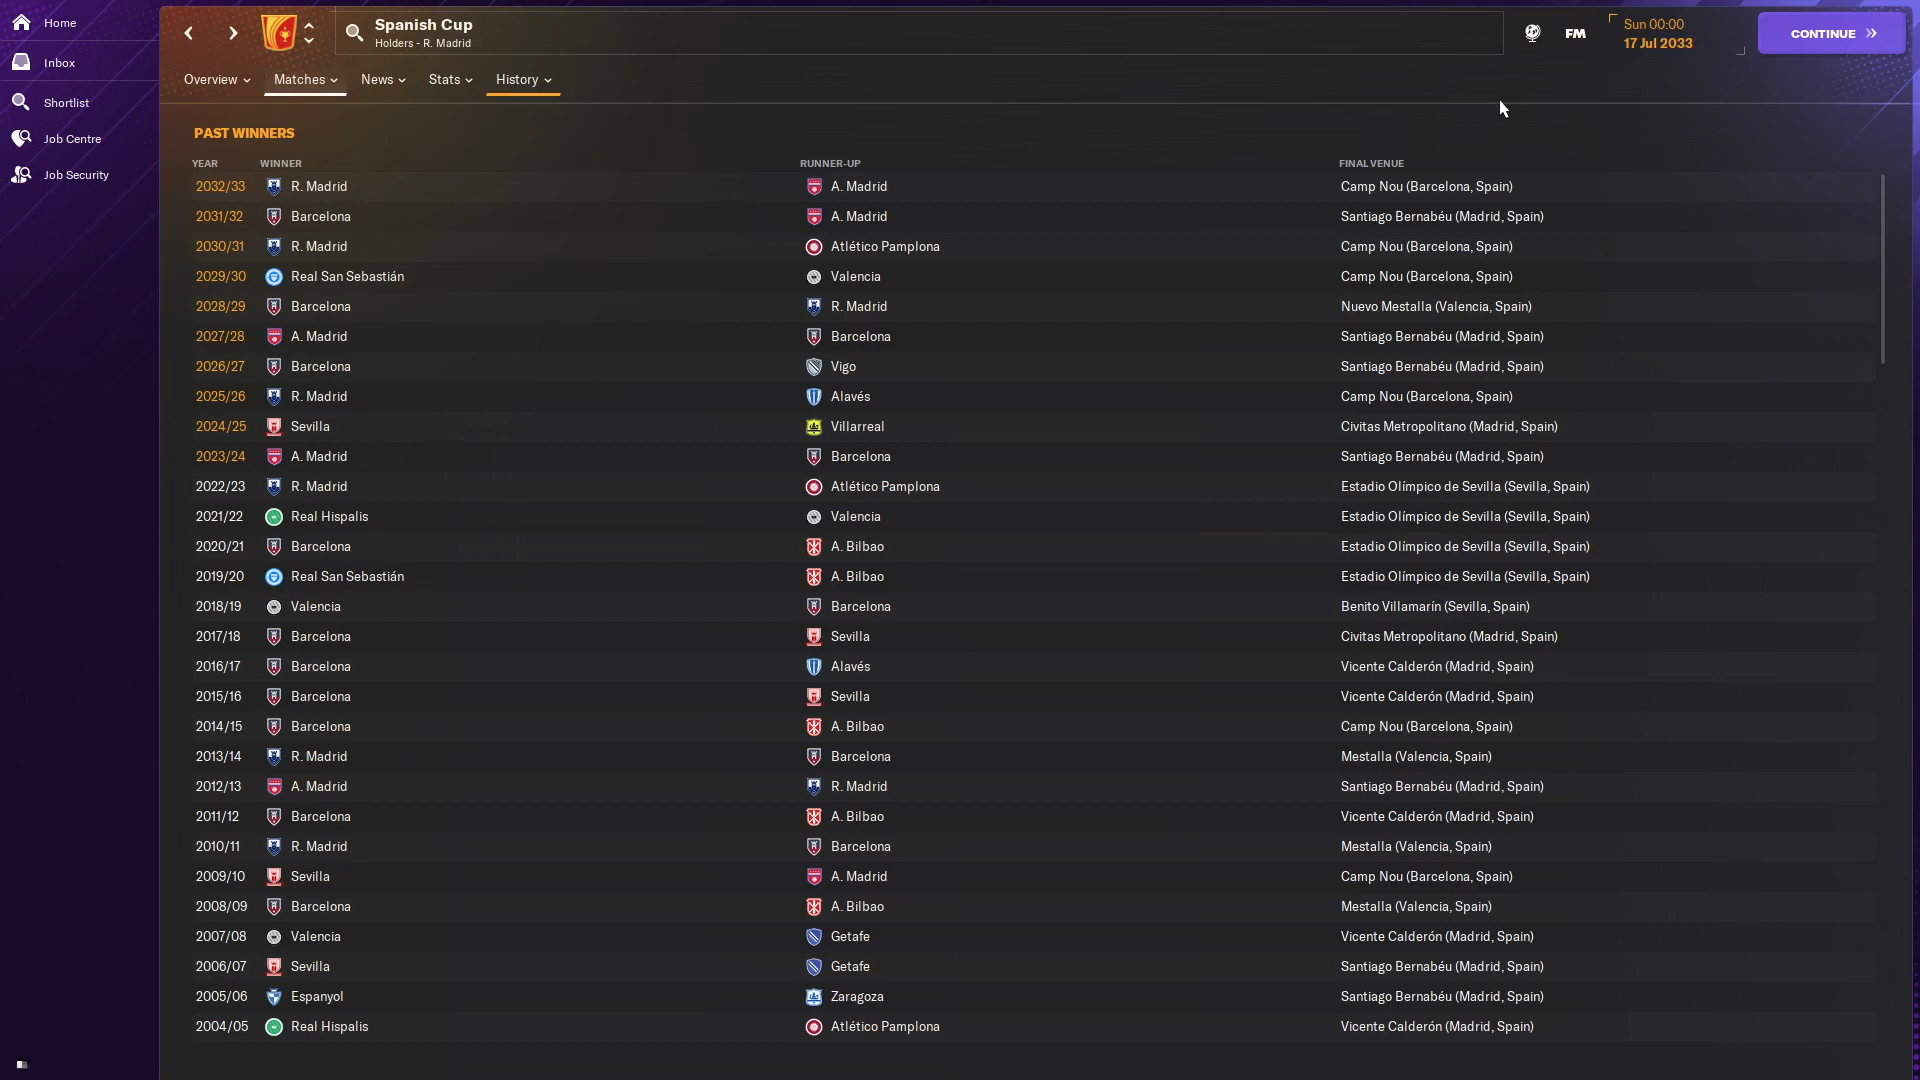 Home
Inbox
Shortlist
Job Centre
Job Security
Spanish Cup
Holders - R. Madrid
FM
Sun 00:00
17 Jul 2033
CONTINUE
Overview Matches News Stats History
PAST WINNERS
YEAR WINNER RUNNER-UP FINAL VENUE
2032/33 R. Madrid A. Madrid Camp Nou (Barcelona, Spain)
2031/32 Barcelona A. Madrid Santiago Bernabéu (Madrid, Spain)
2030/31 R. Madrid Atlético Pamplona Camp Nou (Barcelona, Spain)
2029/30 Real San Sebastián Valencia Camp Nou (Barcelona, Spain)
2028/29 Barcelona R. Madrid Nuevo Mestalla (Valencia, Spain)
2027/28 A. Madrid Barcelona Santiago Bernabéu (Madrid, Spain)
2026/27 Barcelona Vigo Santiago Bernabéu (Madrid, Spain)
2025/26 R. Madrid Alavés Camp Nou (Barcelona, Spain)
2024/25 Sevilla Villarreal Civitas Metropolitano (Madrid, Spain)
2023/24 A. Madrid Barcelona Santiago Bernabéu (Madrid, Spain)
2022/23 R. Madrid Atlético Pamplona Estadio Olímpico de Sevilla (Sevilla, Spain)
2021/22 Real Hispalis Valencia Estadio Olímpico de Sevilla (Sevilla, Spain)
2020/21 Barcelona A. Bilbao Estadio Olímpico de Sevilla (Sevilla, Spain)
2019/20 Real San Sebastián A. Bilbao Estadio Olímpico de Sevilla (Sevilla, Spain)
2018/19 Valencia Barcelona Benito Villamarín (Sevilla, Spain)
2017/18 Barcelona Sevilla Civitas Metropolitano (Madrid, Spain)
2016/17 Barcelona Alavés Vicente Calderón (Madrid, Spain)
2015/16 Barcelona Sevilla Vicente Calderón (Madrid, Spain)
2014/15 Barcelona A. Bilbao Camp Nou (Barcelona, Spain)
2013/14 R. Madrid Barcelona Mestalla (Valencia, Spain)
2012/13 A. Madrid R. Madrid Santiago Bernabéu (Madrid, Spain)
2011/12 Barcelona A. Bilbao Vicente Calderón (Madrid, Spain)
2010/11 R. Madrid Barcelona Mestalla (Valencia, Spain)
2009/10 Sevilla A. Madrid Camp Nou (Barcelona, Spain)
2008/09 Barcelona A. Bilbao Mestalla (Valencia, Spain)
2007/08 Valencia Getafe Vicente Calderón (Madrid, Spain)
2006/07 Sevilla Getafe Santiago Bernabéu (Madrid, Spain)
2005/06 Espanyol Zaragoza Santiago Bernabéu (Madrid, Spain)
2004/05 Real Hispalis Atlético Pamplona Vicente Calderón (Madrid, Spain)